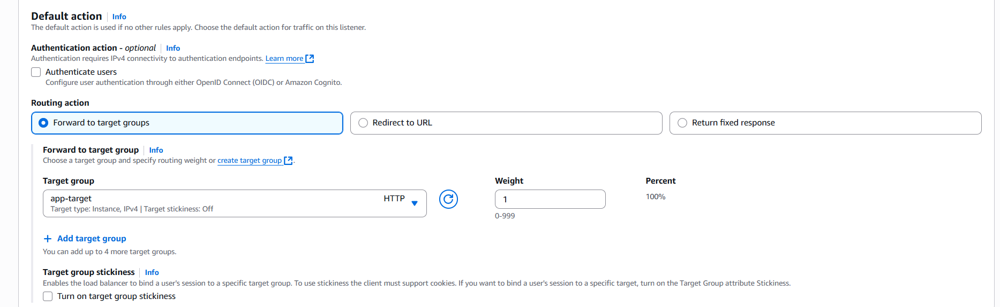 Default action Info
The default action is used if no other rules apply. Choose the default action for traffic on this listener.
Authentication action - optional Info
Authentication requires IPv4 connectivity to authentication endpoints. Learn more
Authenticate users
Configure user authentication through either OpenID Connect (OIDC) or Amazon Cognito.
Routing action
Forward to target groups Redirect to URL Return fixed response
Forward to target group Info
Choose a target group and specify routing weight or create target group.
Target group Weight Percent
app-target HTTP 1 100%
Target type: Instance, IPv4 | Target stickiness: Off
0-999
Add target group
You can add up to 4 more target groups.
Target group stickiness Info
Enables the load balancer to bind a user's session to a specific target group. To use stickiness the client must support cookies. If you want to bind a user's session to a specific target, turn on the Target Group attribute Stickiness.
Turn on target group stickiness